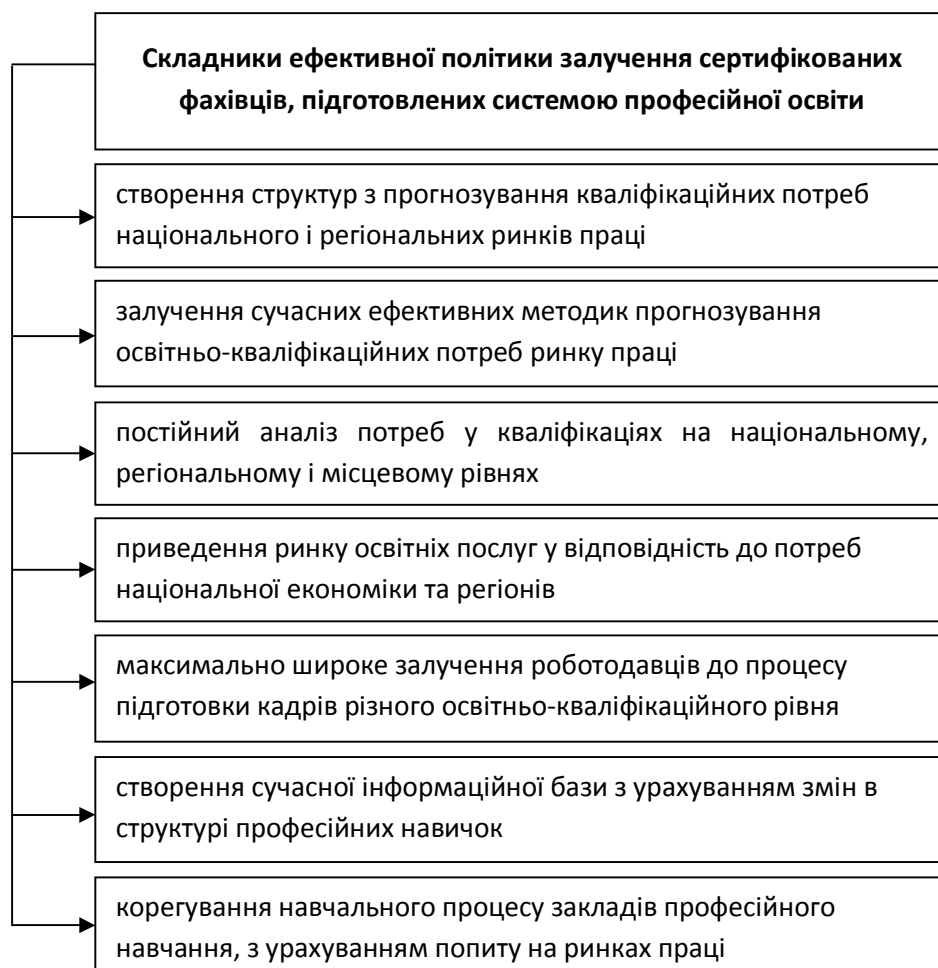 Складники ефективної політики залучення сертифікованих
фахівців, підготовлених системою професійної освіти
створення структур з прогнозування кваліфікаційних потреб
національного і регіональних ринків праці
залучення сучасних ефективних методик прогнозування
освітньо-кваліфікаційних потреб ринку праці
постійний аналіз потреб у кваліфікаціях на національному,
регіональному і місцевому рівнях
приведення ринку освітніх послуг у відповідність до потреб
національної економіки та регіонів
максимально широке залучення роботодавців до процесу
підготовки кадрів різного освітньо-кваліфікаційного рівня
створення сучасної інформаційної бази з урахуванням змін в
структурі професійних навичок
корегування навчального процесу закладів професійного
навчання, з урахуванням попиту на ринках праці